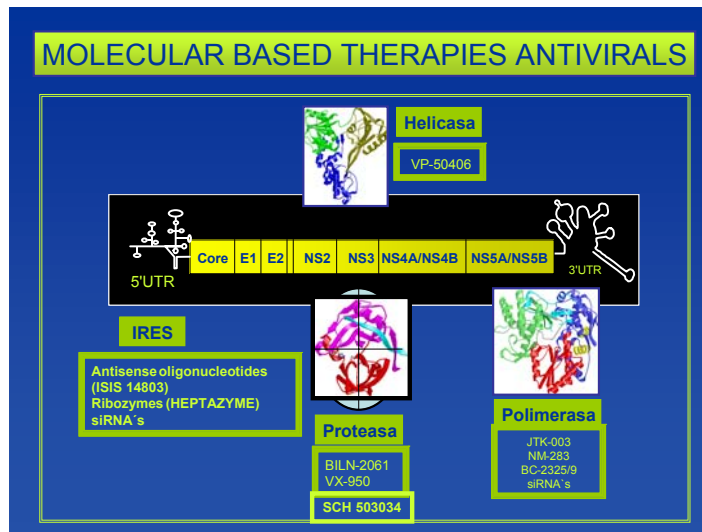 MOLECULAR BASED THERAPIES ANTIVIRALS
Helicasa
VP-50406
Core E1 E2 NS2 NS3 NS4A/NS4B NS5A/NS5B
5'UTR
3'UTR
IRES
Antisense oligonucleotides
(ISIS 14803)
Ribozymes (HEPTAZYME)
siRNA´s
Proteasa
BILN-2061
VX-950
SCH 503034
Polimerasa
JTK-003
NM-283
BC-2325/9
siRNA`s